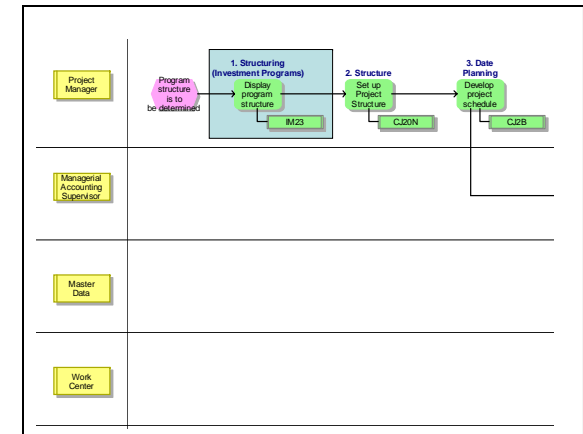 Project
Manager
Program
structure
is to
be determined
1. Structuring
(Investment Programs)
Display
program
structure
IM23
2. Structure
Set up
Project
Structure
CJ20N
3. Date
Planning
Develop
project
schedule
CJ2B
Managerial
Accounting
Supervisor
Master
Data
Work
Center